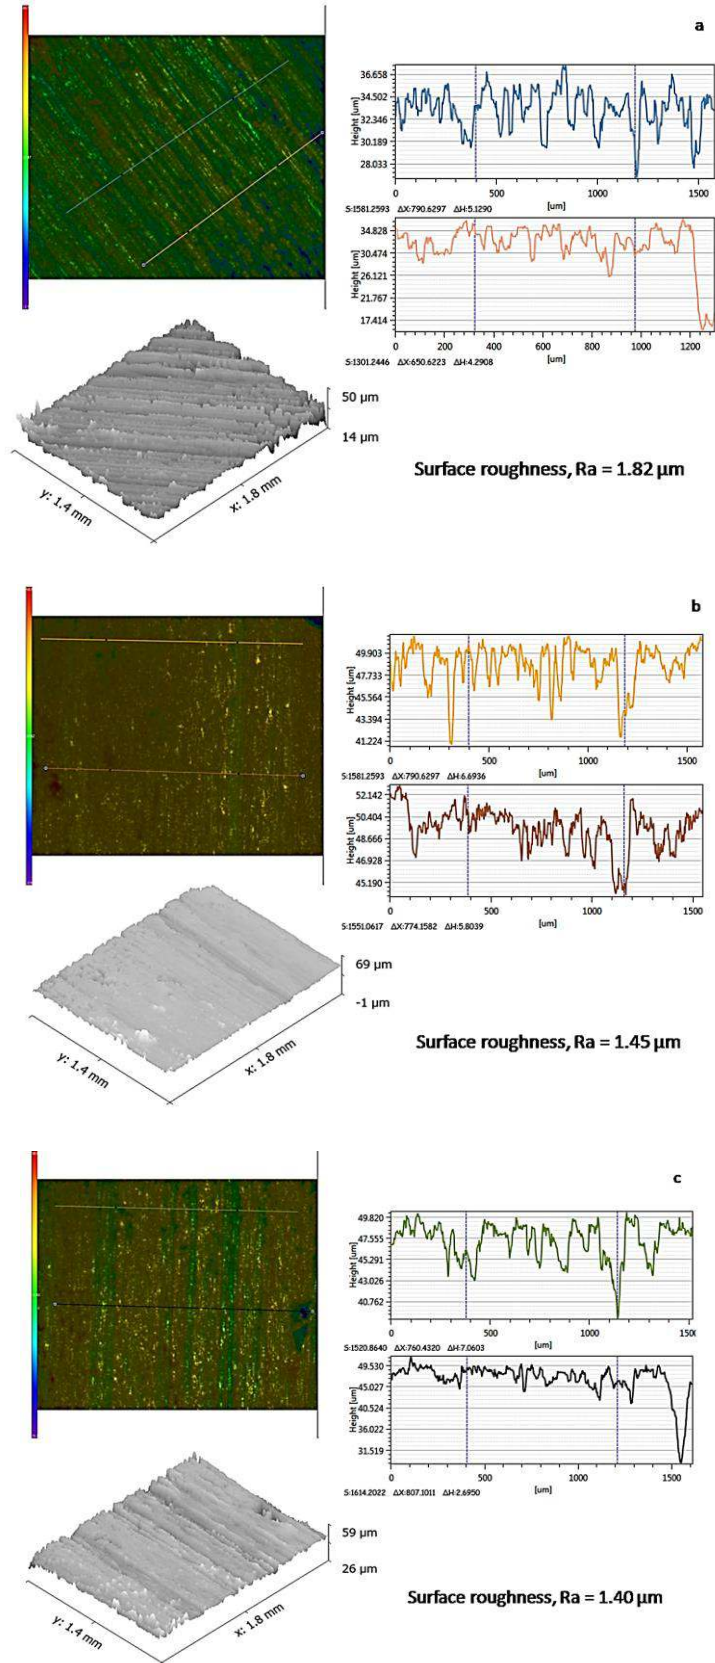 a
Height [um]
36.658
34.502
32.346
30.189
28.033
0
500
1000
1500
[um]
S:1581.2593 ΔX:790.6297 ΔH:5.1290
Height [um]
34.828
30.474
26.121
21.767
17.414
0
200
400
600
800
1000
1200
[um]
S:1301.2446 ΔX:650.6223 ΔH:4.2908
50 µm
14 µm
y: 1.4 mm
x: 1.8 mm
Surface roughness, Ra = 1.82 µm
b
Height [um]
49.903
47.733
45.564
43.394
41.224
0
500
1000
1500
[um]
S:1581.2593 ΔX:790.6297 ΔH:6.6936
Height [um]
52.142
50.404
48.666
46.928
45.190
0
500
1000
1500
[um]
S:1551.0617 ΔX:774.1582 ΔH:5.8039
69 µm
-1 µm
y: 1.4 mm
x: 1.8 mm
Surface roughness, Ra = 1.45 µm
c
Height [um]
49.820
47.555
45.291
43.026
40.762
0
500
1000
[um]
S:1520.8640 ΔX:760.4320 ΔH:7.0603
Height [um]
49.530
45.027
40.524
36.022
31.519
0
500
1000
1500
[um]
S:1614.2022 ΔX:807.1011 ΔH:2.6950
59 µm
26 µm
y: 1.4 mm
x: 1.8 mm
Surface roughness, Ra = 1.40 µm